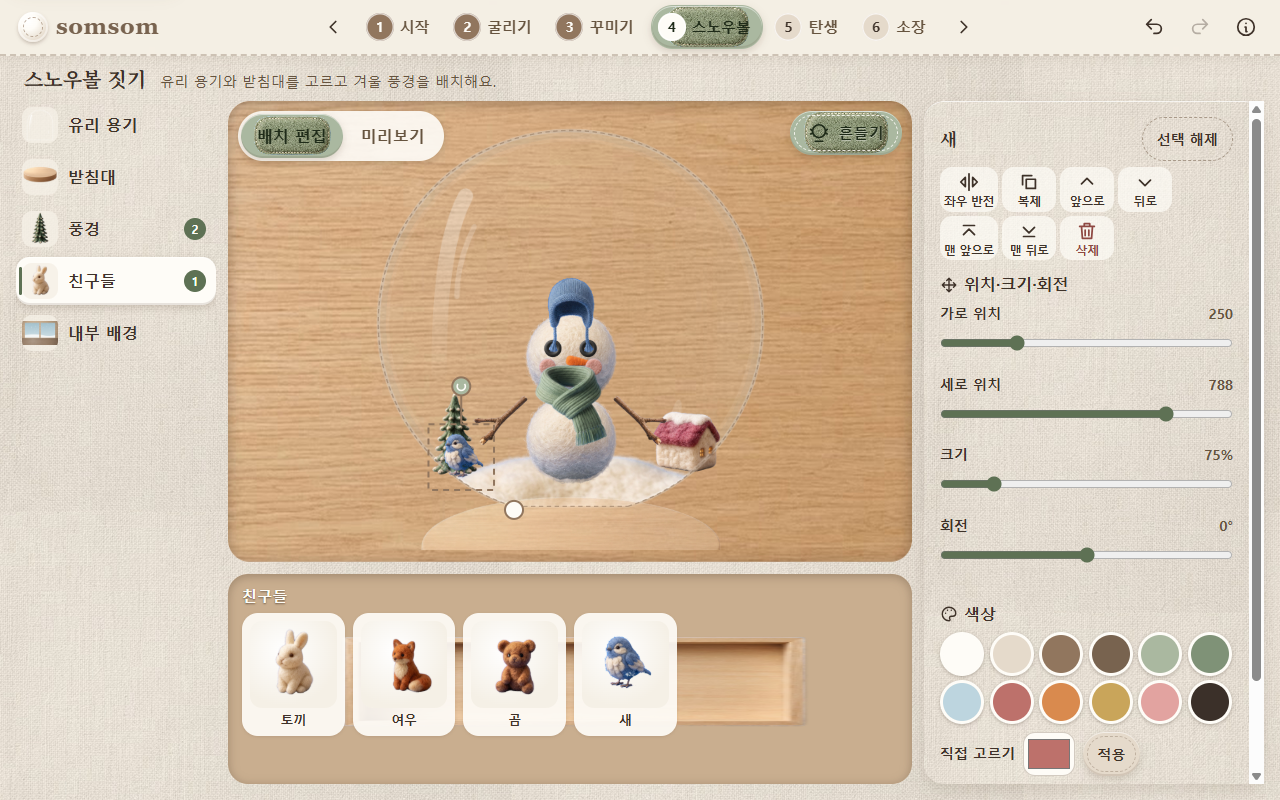 somsom
1 시작
2 굴리기
3 꾸미기
4 스노우볼
5 탄생
6 소장
스노우볼 짓기
유리 용기와 받침대를 고르고 겨울 풍경을 배치해요.
유리 용기
받침대
풍경 2
친구들 1
내부 배경
배치 편집
미리보기
흔들기
친구들
토끼
여우
곰
새
새
선택 해제
좌우 반전
복제
앞으로
뒤로
맨 앞으로
맨 뒤로
삭제
위치·크기·회전
가로 위치 250
세로 위치 788
크기 75%
회전 0°
색상
직접 고르기
적용